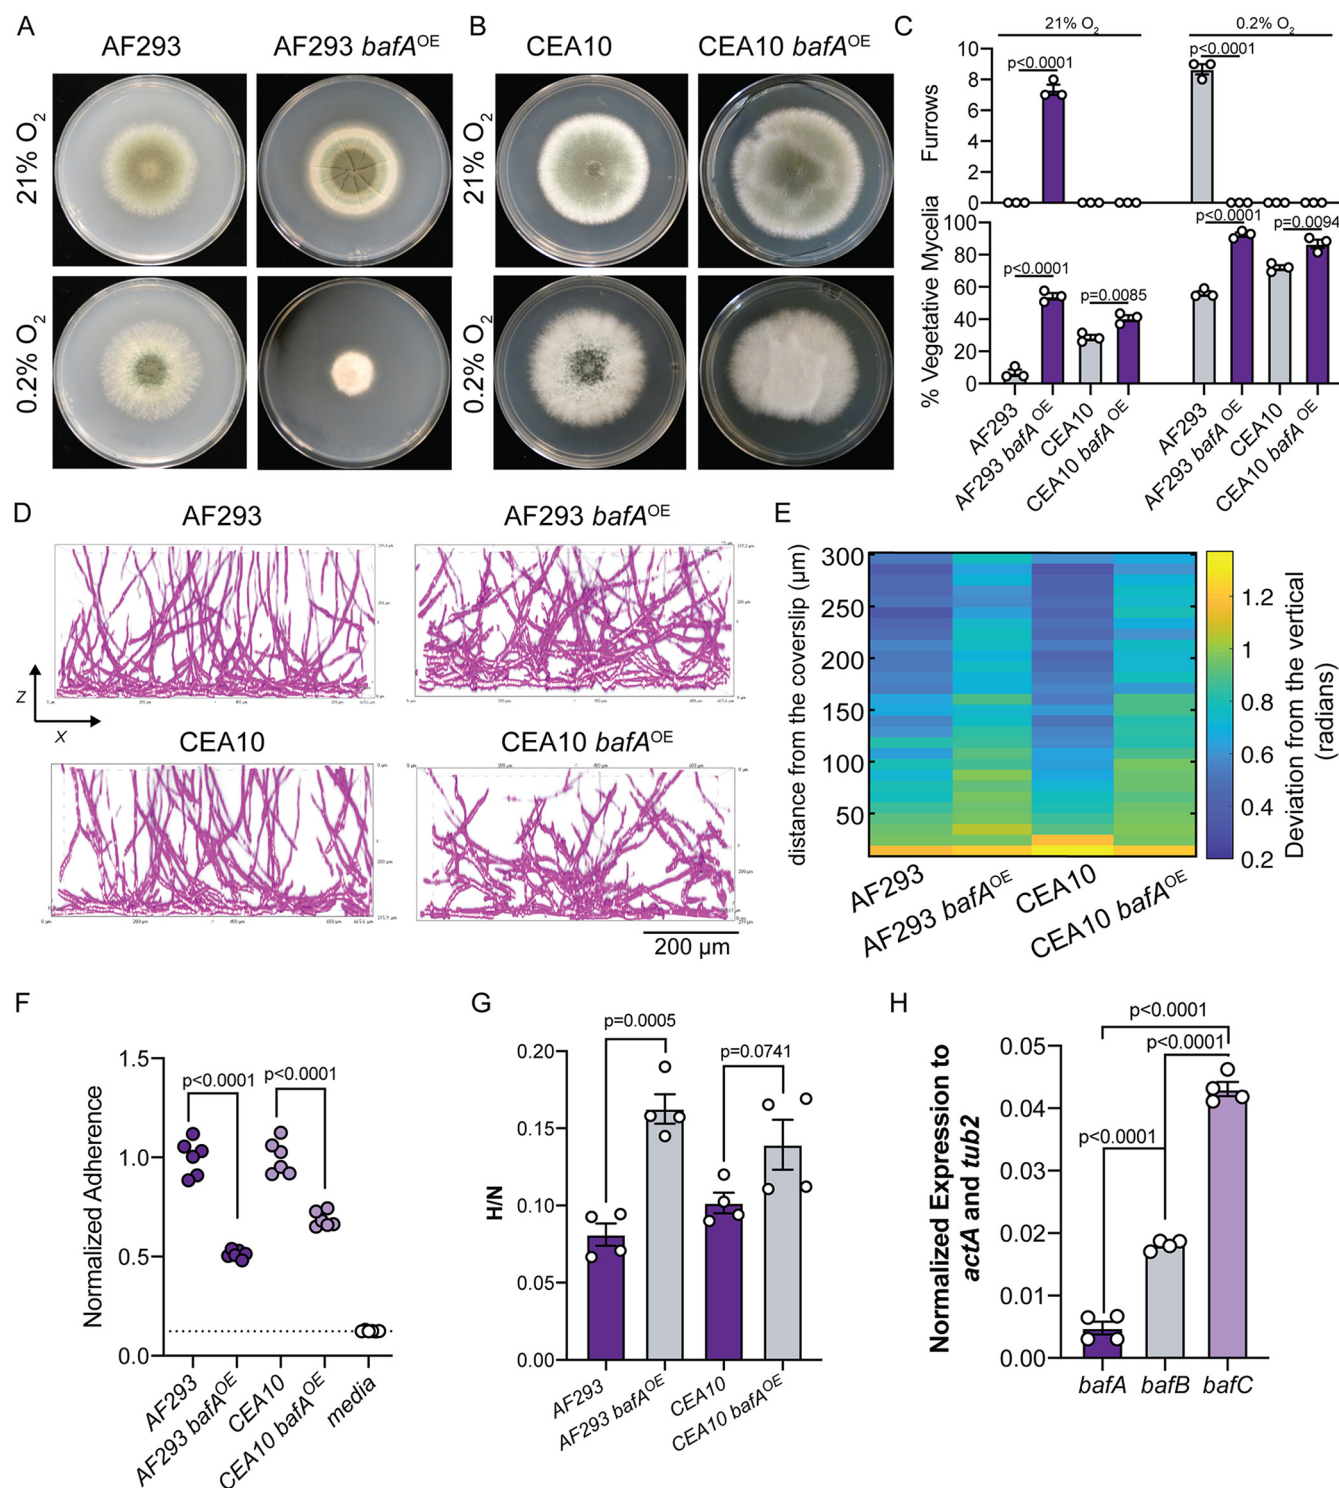 A
AF293
AF293 bafA^OE
21% O₂
0.2% O₂
B
CEA10
CEA10 bafA^OE
21% O₂
0.2% O₂
C
21% O₂
0.2% O₂
Furrows
10
8
6
4
2
0
p<0.0001
p<0.0001
% Vegetative Mycelia
100
80
60
40
20
0
p<0.0001
p=0.0085
p<0.0001
p=0.0094
AF293
AF293 bafA^OE
CEA10
CEA10 bafA^OE
AF293
AF293 bafA^OE
CEA10
CEA10 bafA^OE
D
AF293
AF293 bafA^OE
z
x
CEA10
CEA10 bafA^OE
200 µm
E
distance from the coverslip (µm)
300
250
200
150
100
50
AF293
AF293 bafA^OE
CEA10
CEA10 bafA^OE
1.2
1
0.8
0.6
0.4
0.2
Deviation from the vertical
(radians)
F
Normalized Adherence
1.5
1.0
0.5
0.0
p<0.0001
p<0.0001
AF293
AF293 bafA^OE
CEA10
CEA10 bafA^OE
media
G
H/N
0.20
0.15
0.10
0.05
0.00
p=0.0005
p=0.0741
AF293
AF293 bafA^OE
CEA10
CEA10 bafA^OE
H
Normalized Expression to
actA and tub2
0.05
0.04
0.03
0.02
0.01
0.00
p<0.0001
p<0.0001
p<0.0001
bafA
bafB
bafC